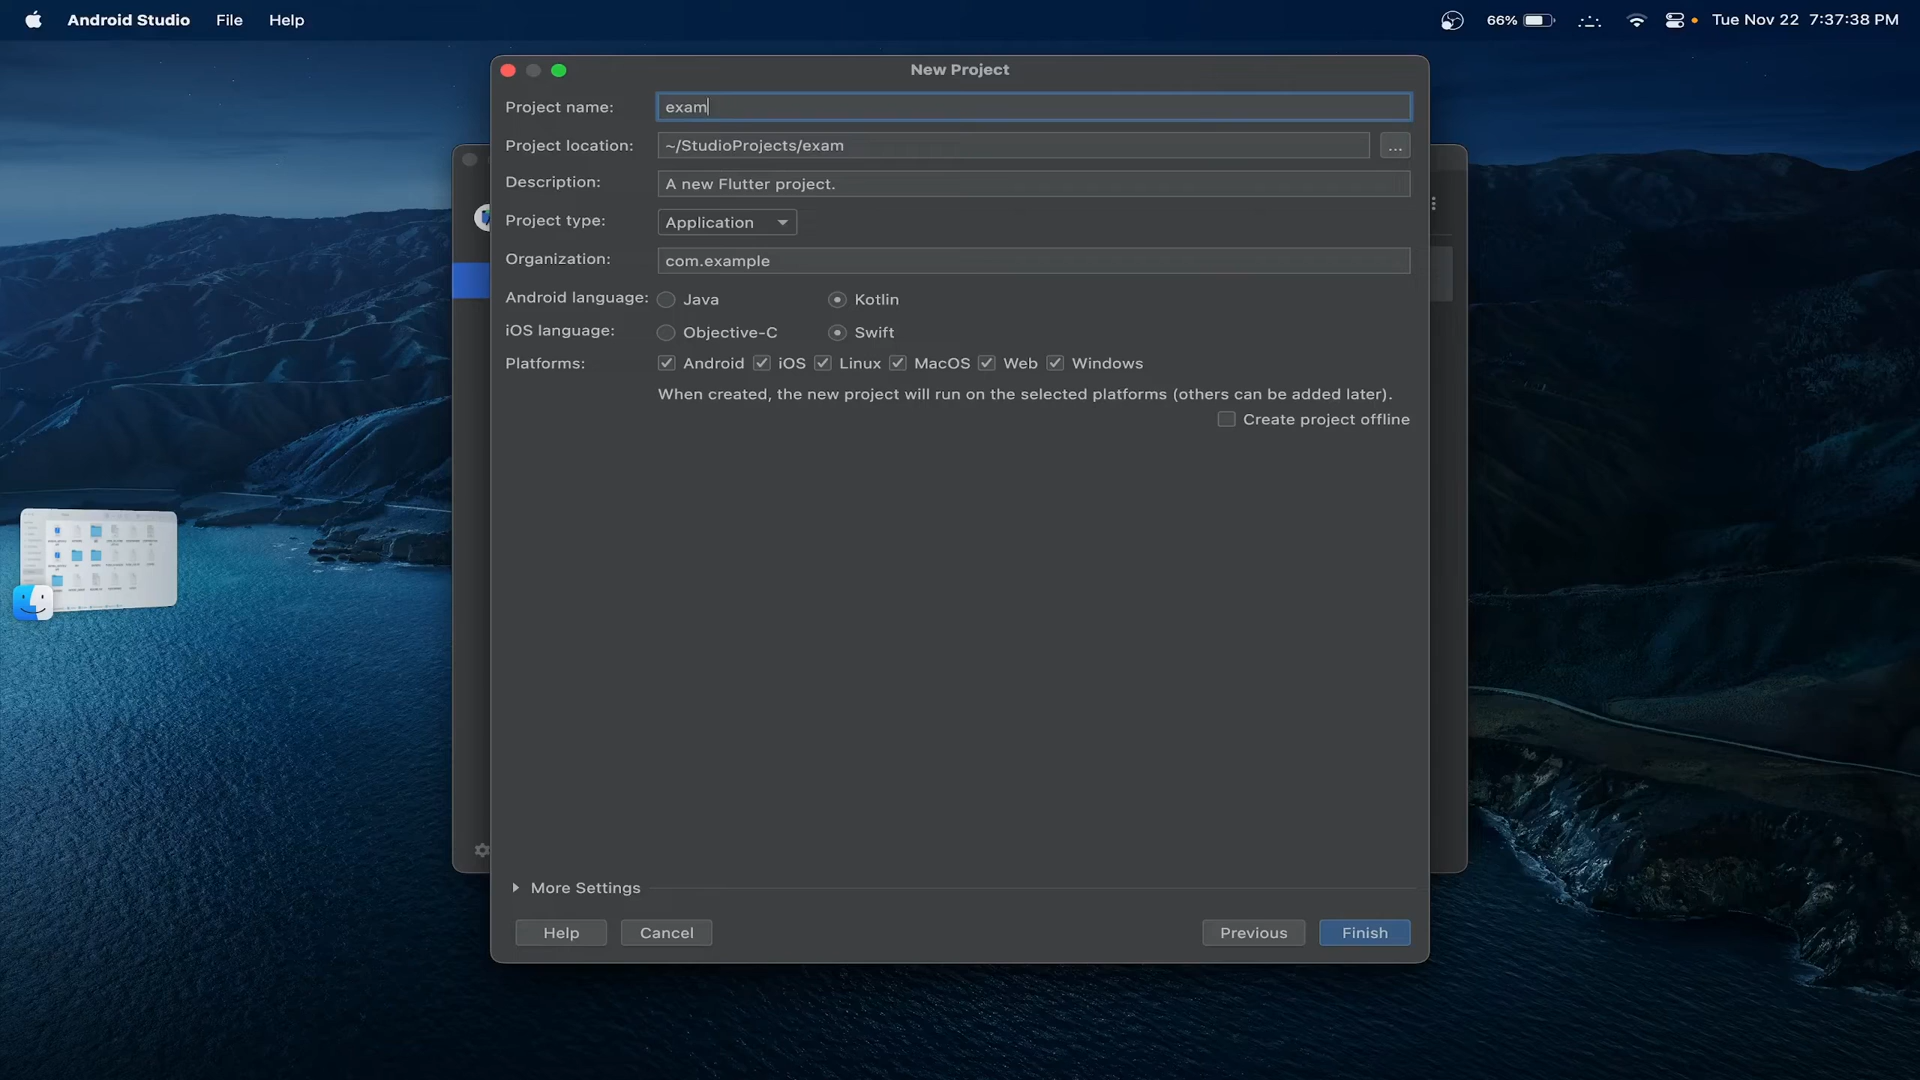 Android Studio File Help 66% Tue Nov 22 7:37:38 PM
New Project
Project name: exam
Project location: ~/StudioProjects/exam ...
Description: A new Flutter project.
Project type: Application
Organization: com.example
Android language: Java Kotlin
iOS language: Objective-C Swift
Platforms: Android iOS Linux MacOS Web Windows
When created, the new project will run on the selected platforms (others can be added later).
Create project offline
More Settings
Help Cancel Previous Finish